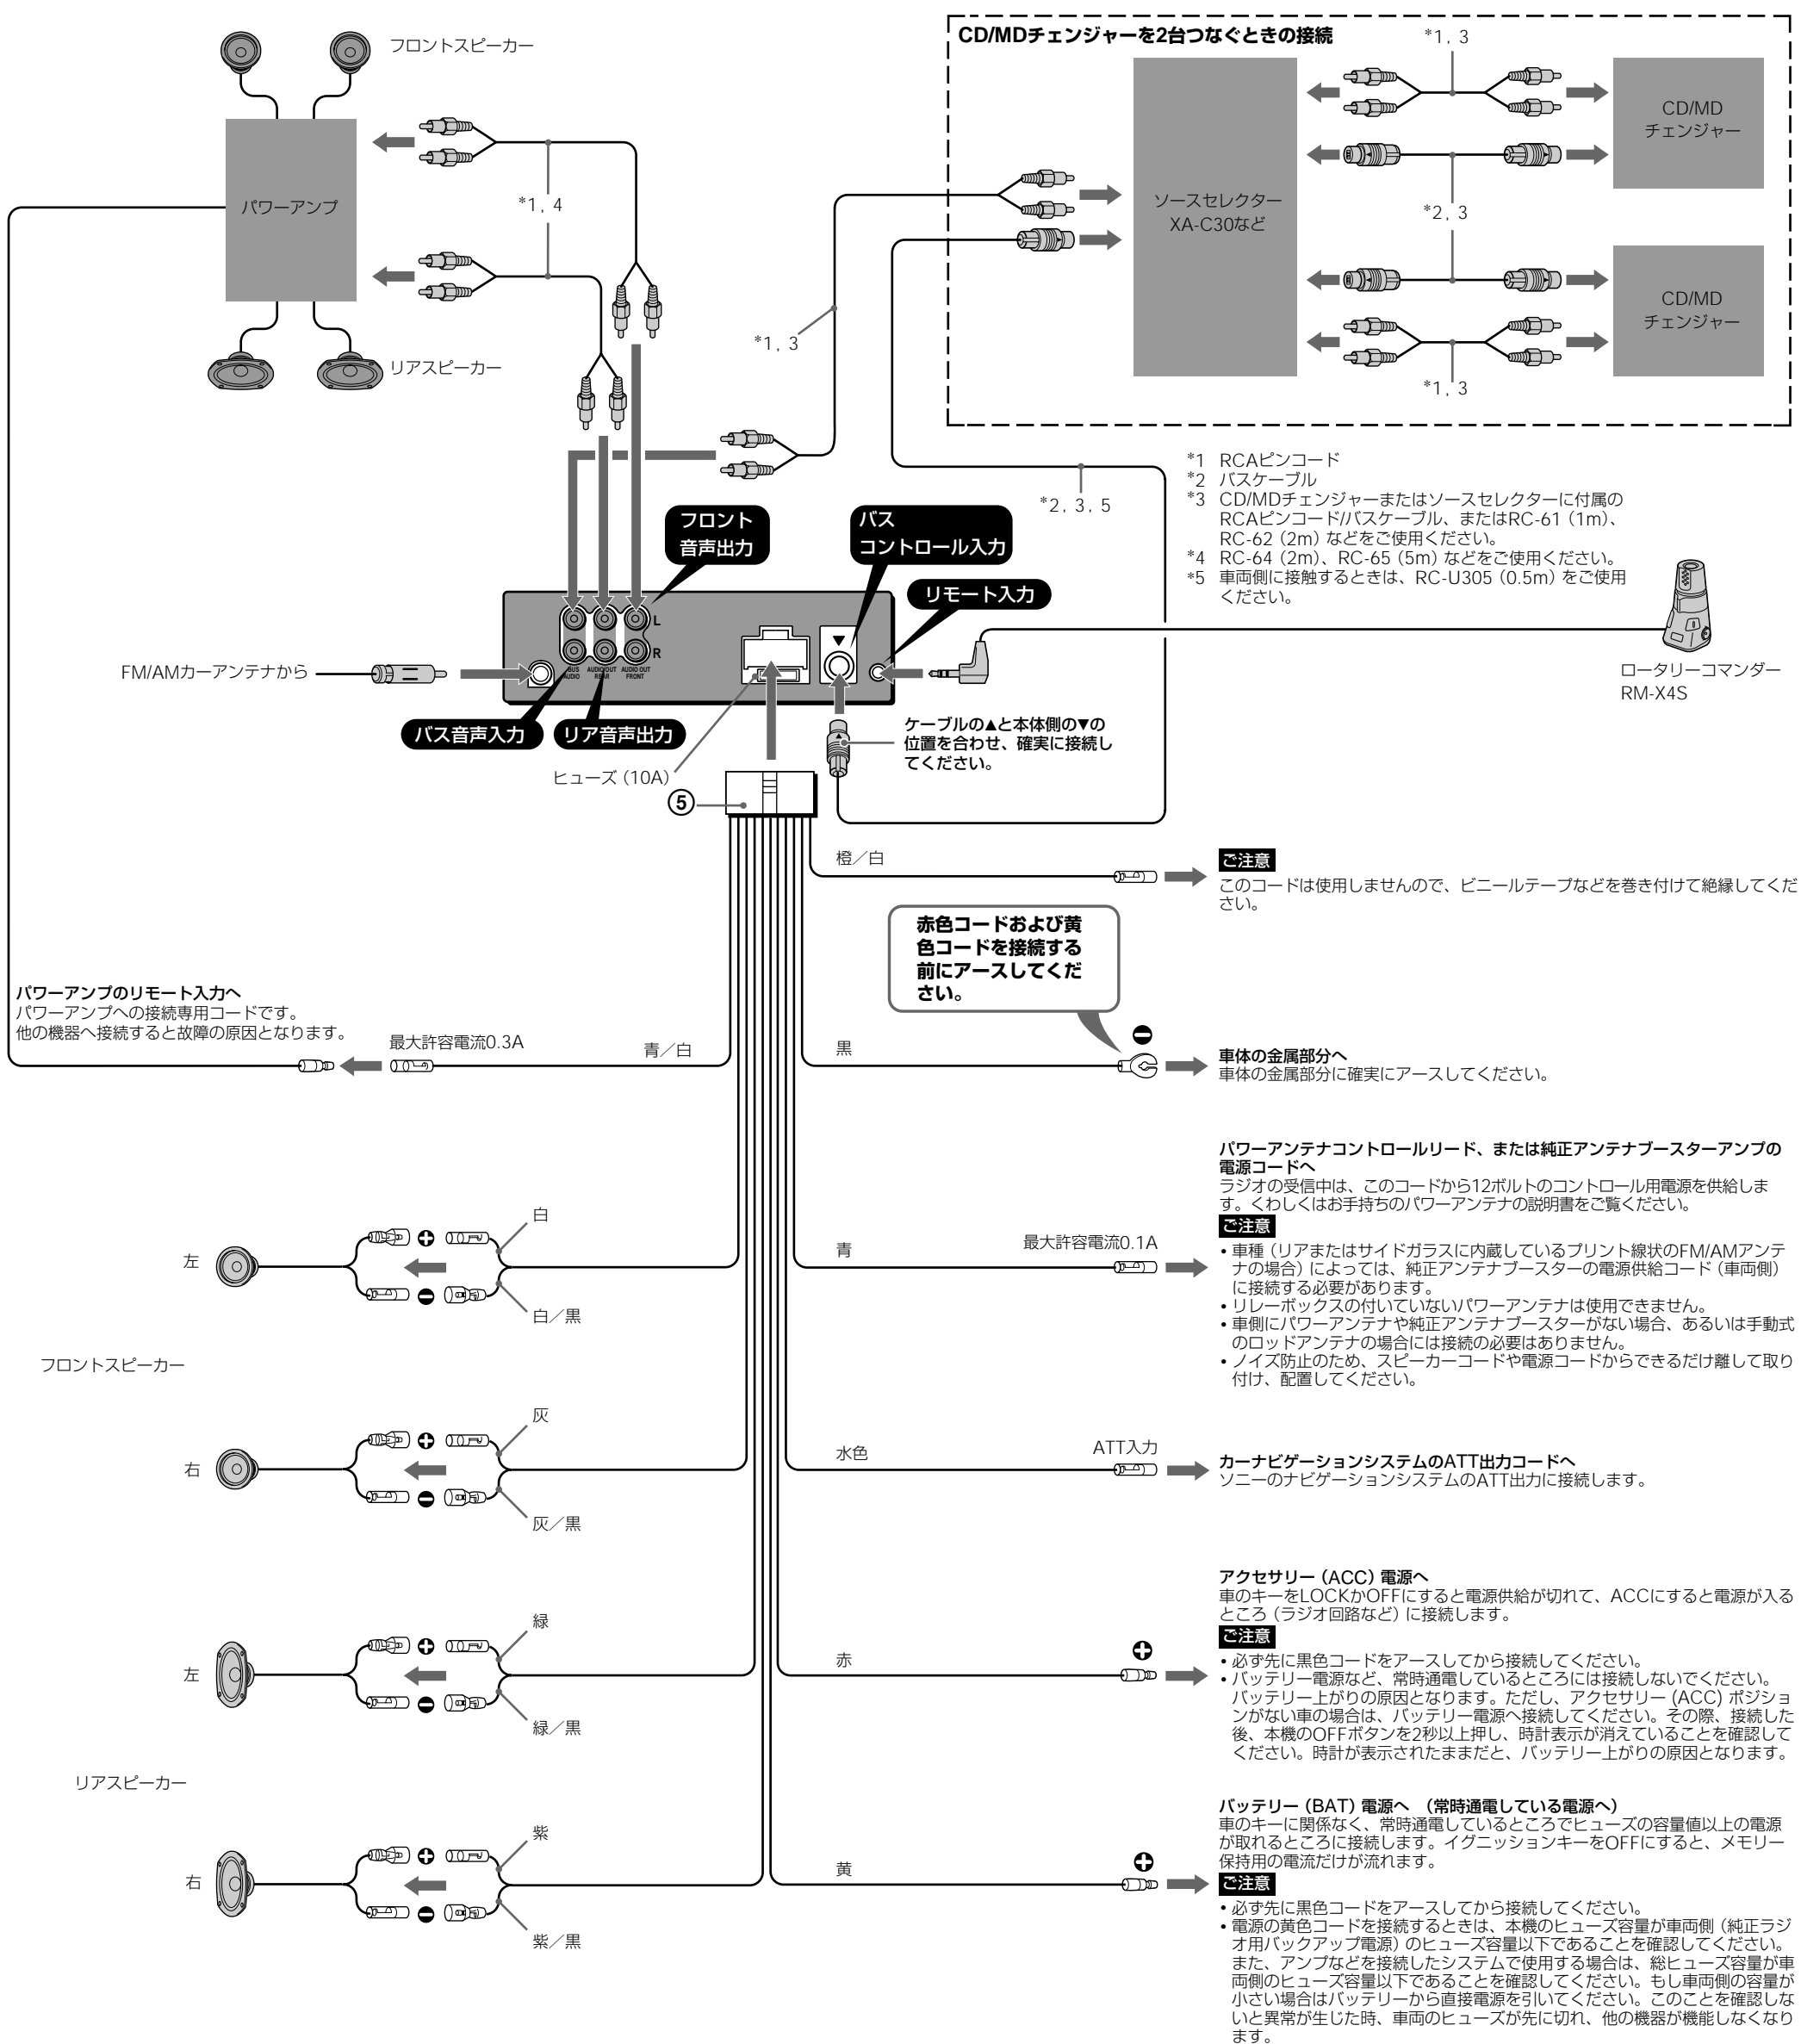 フロントスピーカー
パワーアンプ
*1, 4
リアスピーカー
*1, 3
CD/MDチェンジャーを2台つなぐときの接続
*1, 3
ソースセレクター
XA-C30など
CD/MD
チェンジャー
*2, 3
CD/MD
チェンジャー
*1, 3
*2, 3, 5
*1 RCAピンコード
*2 バスケーブル
*3 CD/MDチェンジャーまたはソースセレクターに付属の
RCAピンコード/バスケーブル、またはRC-61（1m）、
RC-62（2m）などをご使用ください。
*4 RC-64（2m）、RC-65（5m）などをご使用ください。
*5 車両側に接触するときは、RC-U305（0.5m）をご使用
ください。
フロント
音声出力
バス
コントロール入力
リモート入力
L
R
BUS
AUDIO
AUDIO OUT
REAR
AUDIO OUT
FRONT
FM/AMカーアンテナから
バス音声入力
リア音声出力
ヒューズ（10A）
⑤
ケーブルの▲と本体側の▼の
位置を合わせ、確実に接続し
てください。
ロータリーコマンダー
RM-X4S
橙／白
ご注意
このコードは使用しませんので、ビニールテープなどを巻き付けて絶縁してくだ
さい。
赤色コードおよび黄
色コードを接続する
前にアースしてくだ
さい。
パワーアンプのリモート入力へ
パワーアンプへの接続専用コードです。
他の機器へ接続すると故障の原因となります。
最大許容電流0.3A
青／白
黒
車体の金属部分へ
車体の金属部分に確実にアースしてください。
パワーアンテナコントロールリード、または純正アンテナブースターアンプの
電源コードへ
ラジオの受信中は、このコードから12ボルトのコントロール用電源を供給しま
す。くわしくはお手持ちのパワーアンテナの説明書をご覧ください。
ご注意
• 車種（リアまたはサイドガラスに内蔵しているプリント線状のFM/AMアンテ
ナの場合）によっては、純正アンテナブースターの電源供給コード（車両側）
に接続する必要があります。
• リレーボックスの付いていないパワーアンテナは使用できません。
• 車側にパワーアンテナや純正アンテナブースターがない場合、あるいは手動式
のロッドアンテナの場合には接続の必要はありません。
• ノイズ防止のため、スピーカーコードや電源コードからできるだけ離して取り
付け、配置してください。
青
最大許容電流0.1A
左
白
白／黒
フロントスピーカー
右
灰
灰／黒
水色
ATT入力
カーナビゲーションシステムのATT出力コードへ
ソニーのナビゲーションシステムのATT出力に接続します。
アクセサリー（ACC）電源へ
車のキーをLOCKかOFFにすると電源供給が切れて、ACCにすると電源が入る
ところ（ラジオ回路など）に接続します。
ご注意
• 必ず先に黒色コードをアースしてから接続してください。
• バッテリー電源など、常時通電しているところには接続しないでください。
バッテリー上がりの原因となります。ただし、アクセサリー（ACC）ポジショ
ンがない車の場合は、バッテリー電源へ接続してください。その際、接続した
後、本機のOFFボタンを2秒以上押し、時計表示が消えていることを確認して
ください。時計が表示されたままだと、バッテリー上がりの原因となります。
左
緑
緑／黒
赤
リアスピーカー
右
紫
紫／黒
黄
バッテリー（BAT）電源へ （常時通電している電源へ）
車のキーに関係なく、常時通電しているところでヒューズの容量値以上の電源
が取れるところに接続します。イグニッションキーをOFFにすると、メモリー
保持用の電流だけが流れます。
ご注意
• 必ず先に黒色コードをアースしてから接続してください。
• 電源の黄色コードを接続するときは、本機のヒューズ容量が車両側（純正ラジ
オ用バックアップ電源）のヒューズ容量以下であることを確認してください。
また、アンプなどを接続したシステムで使用する場合は、総ヒューズ容量が車
両側のヒューズ容量以下であることを確認してください。もし車両側の容量が
小さい場合はバッテリーから直接電源を引いてください。このことを確認しな
いと異常が生じた時、車両のヒューズが先に切れ、他の機器が機能しなくなり
ます。